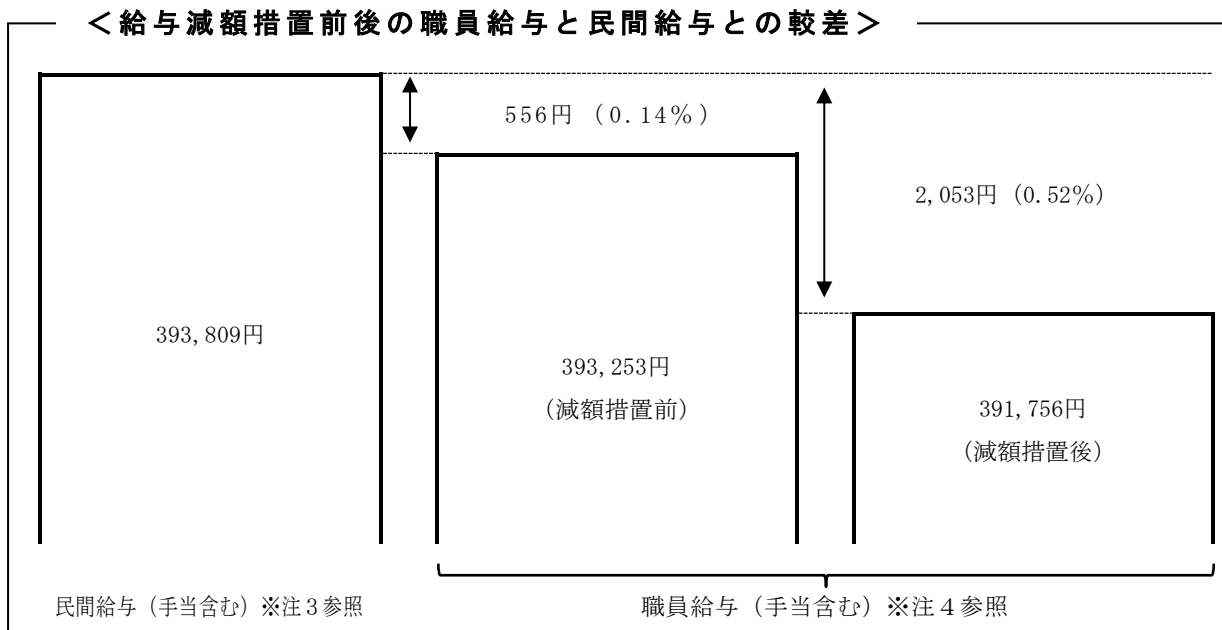 ＜給与減額措置前後の職員給与と民間給与との較差＞
556円 （0.14％）
2,053円 (0.52％)
393,809円
393,253円
（減額措置前）
391,756円
（減額措置後）
民間給与（手当含む）※注３参照
職員給与（手当含む）※注４参照